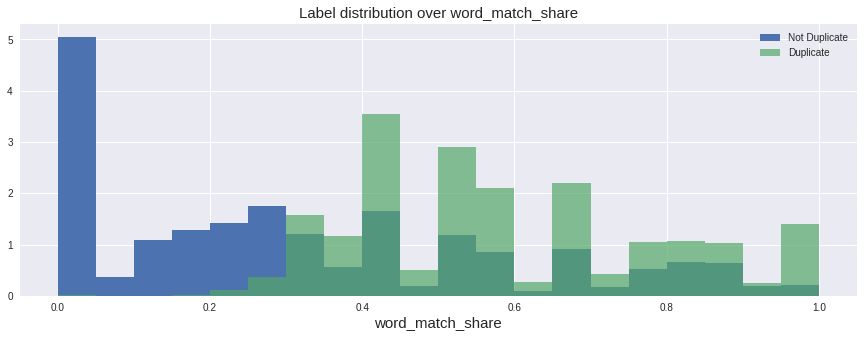 Label distribution over word_match_share
Not Duplicate
Duplicate
5
4
3
2
1
0
0.0 0.2 0.4 0.6 0.8 1.0
word_match_share